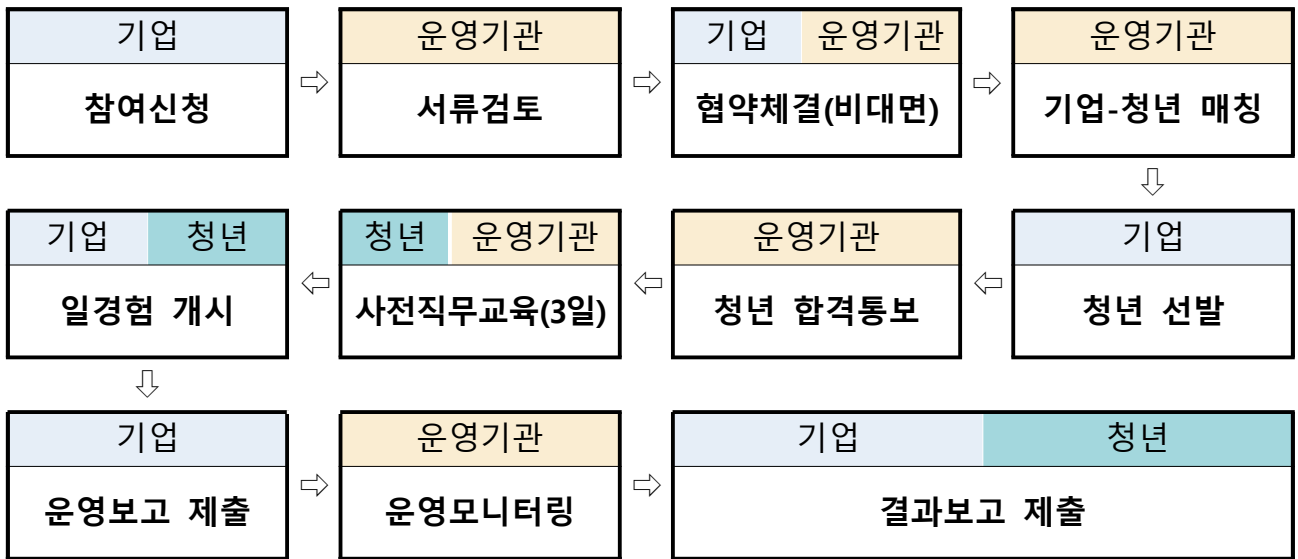 기업
참여신청
⇨
운영기관
서류검토
⇨
기업 운영기관
협약체결(비대면)
⇨
운영기관
기업-청년 매칭
⇩
기업
청년 선발
⇦
운영기관
청년 합격통보
⇦
청년 운영기관
사전직무교육(3일)
⇦
기업 청년
일경험 개시
⇩
기업
운영보고 제출
⇨
운영기관
운영모니터링
⇨
기업 청년
결과보고 제출